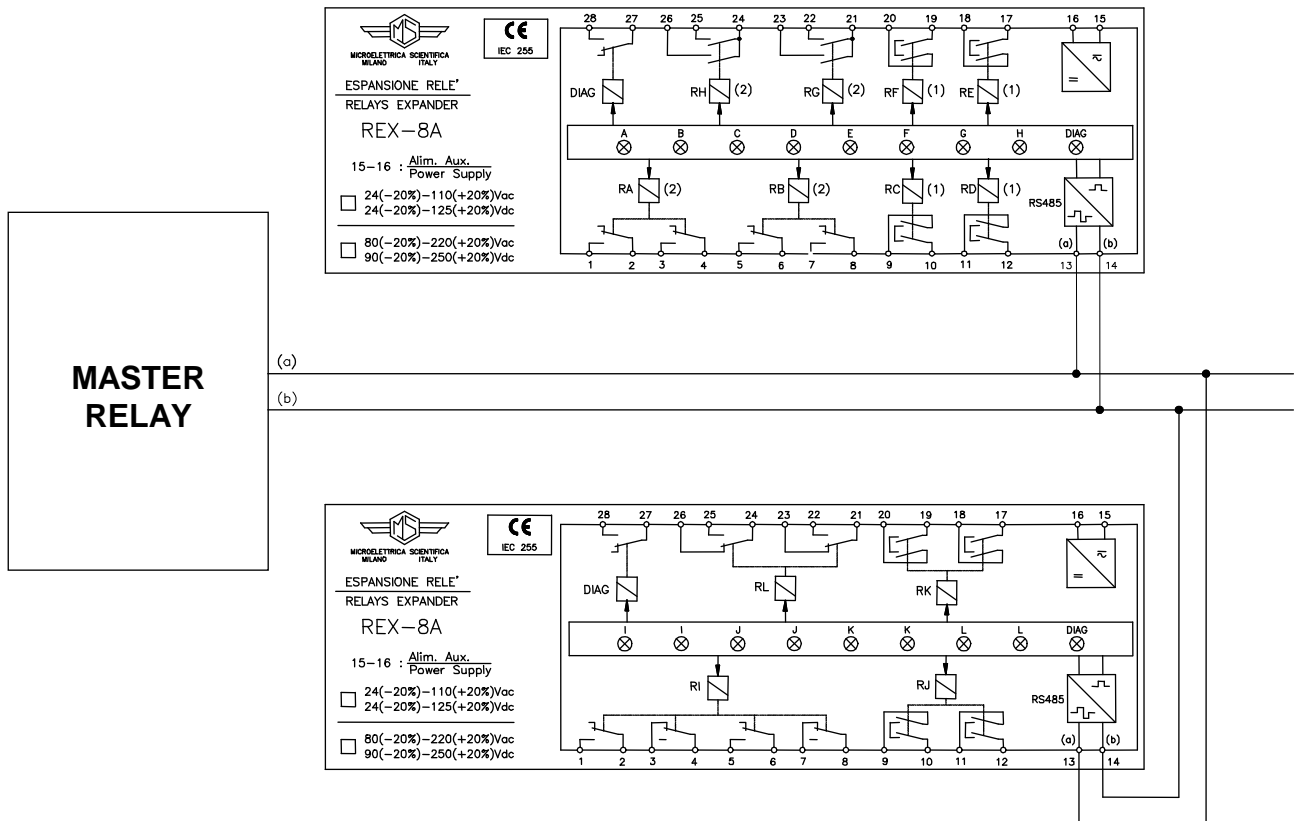 28 27 26 25 24 23 22 21 20 19 18 17 16 15
MS
MICROELETTRICA SCIENTIFICA
MILANO ITALY
CE
IEC 255
ESPANSIONE RELE'
RELAYS EXPANDER
REX-8A
15-16 : Alim. Aux.
Power Supply
24(-20%)-110(+20%)Vac
24(-20%)-125(+20%)Vdc
80(-20%)-220(+20%)Vac
90(-20%)-250(+20%)Vdc
DIAG RH (2) RG (2) RF (1) RE (1)
A B C D E F G H DIAG
RA (2) RB (2) RC (1) RD (1) RS485
(a) (b)
1 2 3 4 5 6 7 8 9 10 11 12 13 14
MASTER
RELAY
(a)
(b)
28 27 26 25 24 23 22 21 20 19 18 17 16 15
MS
MICROELETTRICA SCIENTIFICA
MILANO ITALY
CE
IEC 255
ESPANSIONE RELE'
RELAYS EXPANDER
REX-8A
15-16 : Alim. Aux.
Power Supply
24(-20%)-110(+20%)Vac
24(-20%)-125(+20%)Vdc
80(-20%)-220(+20%)Vac
90(-20%)-250(+20%)Vdc
DIAG RL RK
I I J J K K L L DIAG
RI RJ RS485
(a) (b)
1 2 3 4 5 6 7 8 9 10 11 12 13 14